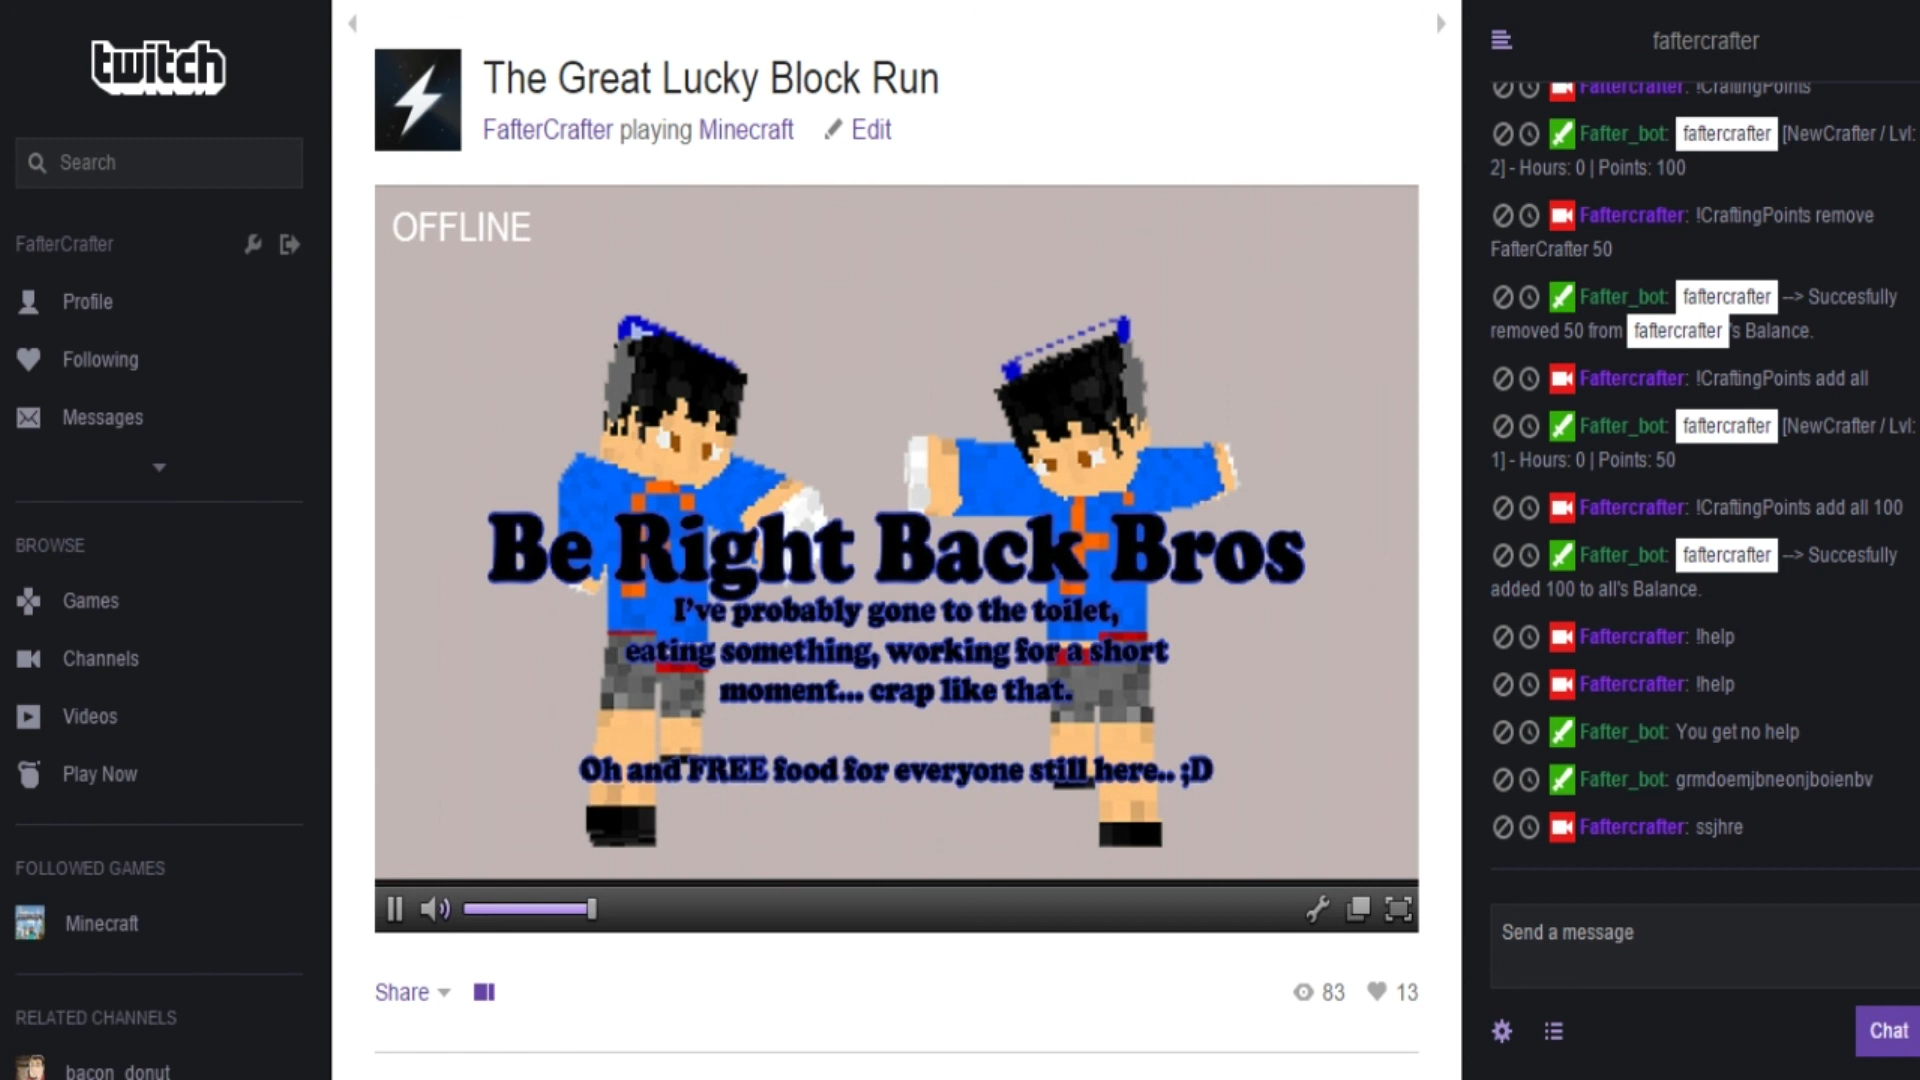 twitch
Search
FafterCrafter
Profile
Following
Messages
BROWSE
Games
Channels
Videos
Play Now
FOLLOWED GAMES
Minecraft
RELATED CHANNELS
bacon_donut
The Great Lucky Block Run
FafterCrafter playing Minecraft Edit
OFFLINE
Be Right Back Bros
I've probably gone to the toilet,
eating something, working for a short
moment... crap like that.
Oh and FREE food for everyone still here.. ;D
Share
83 13
faftercrafter
Faftercrafter: !CraftingPoints
Fafter_bot: faftercrafter [NewCrafter / Lvl:
2] - Hours: 0 | Points: 100
Faftercrafter: !CraftingPoints remove
FafterCrafter 50
Fafter_bot: faftercrafter --> Succesfully
removed 50 from faftercrafter 's Balance.
Faftercrafter: !CraftingPoints add all
Fafter_bot: faftercrafter [NewCrafter / Lvl:
1] - Hours: 0 | Points: 50
Faftercrafter: !CraftingPoints add all 100
Fafter_bot: faftercrafter --> Succesfully
added 100 to all's Balance.
Faftercrafter: !help
Faftercrafter: !help
Fafter_bot: You get no help
Fafter_bot: grmdoemjbneonjboienbv
Faftercrafter: ssjhre
Send a message
Chat